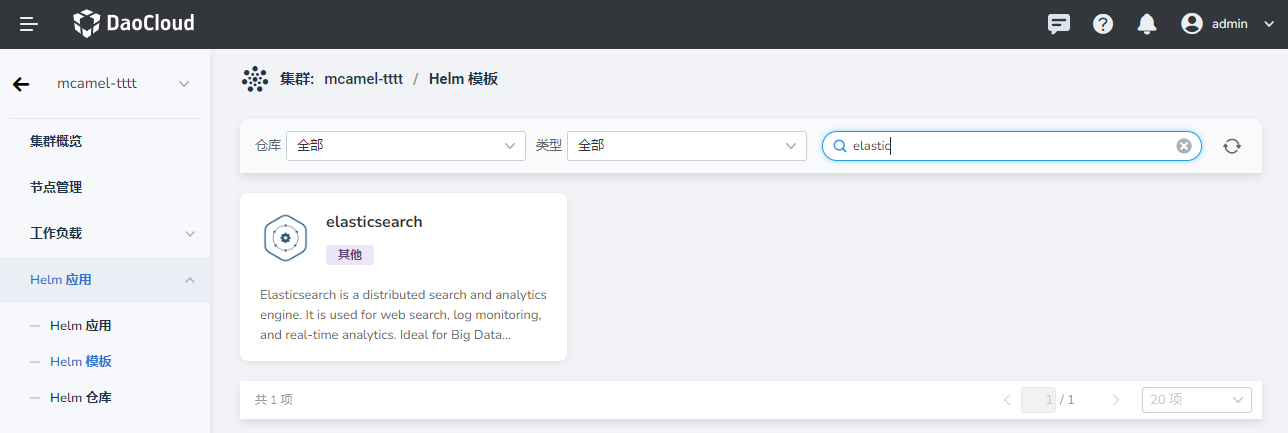 DaoCloud
admin
mcamel-tttt
集群概览
节点管理
工作负载
Helm 应用
Helm 应用
Helm 模板
Helm 仓库
集群: mcamel-tttt / Helm 模板
仓库 全部 类型 全部 elastic
elasticsearch
其他
Elasticsearch is a distributed search and analytics
engine. It is used for web search, log monitoring,
and real-time analytics. Ideal for Big Data...
共 1 项 1 / 1 20 项